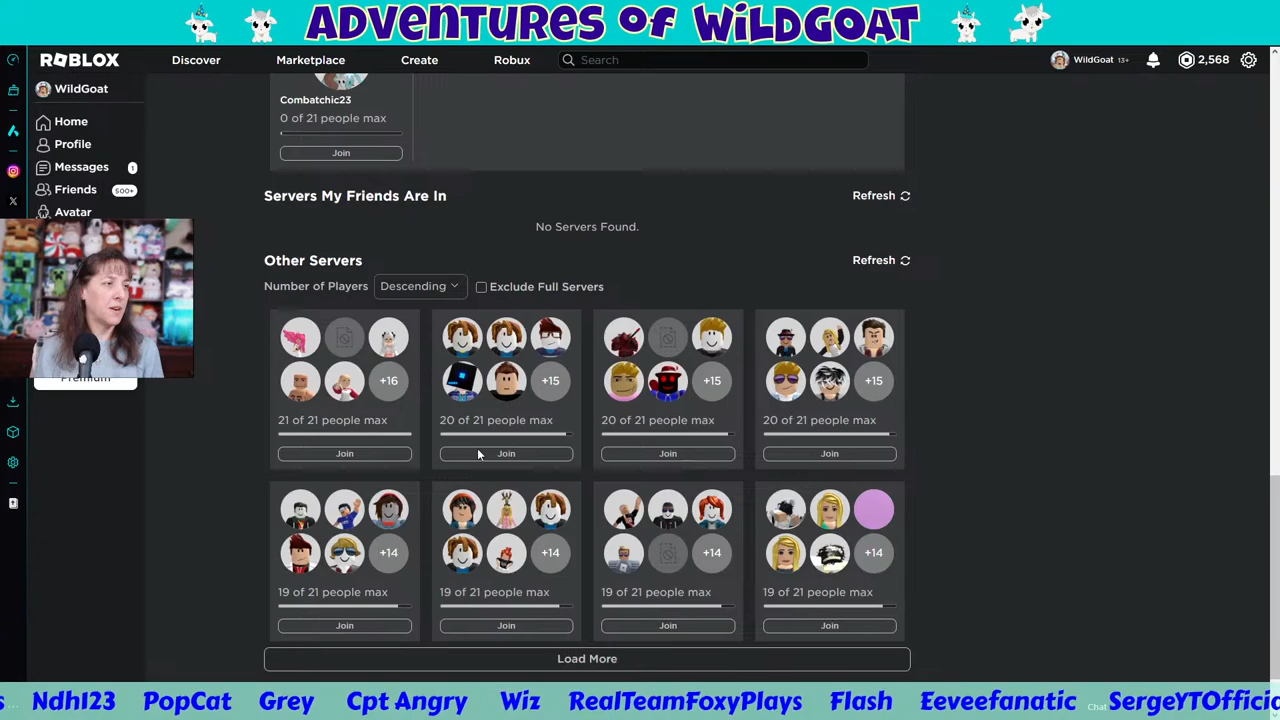 ADVENTURES OF WILDGOAT
ROBLOX
Discover
Marketplace
Create
Robux
Search
WildGoat 13+
2,568
WildGoat
Home
Profile
Messages 1
Friends 500+
Avatar
Premium
Combatchic23
0 of 21 people max
Join
Servers My Friends Are In
Refresh
No Servers Found.
Other Servers
Refresh
Number of Players
Descending
Exclude Full Servers
+16
+15
+15
+15
21 of 21 people max
20 of 21 people max
20 of 21 people max
20 of 21 people max
Join
Join
Join
Join
+14
+14
+14
+14
19 of 21 people max
19 of 21 people max
19 of 21 people max
19 of 21 people max
Join
Join
Join
Join
Load More
s Ndh123 PopCat Grey Cpt Angry Wiz RealTeamFoxyPlays Flash Eeveefanatic Chat SergeYTOffici